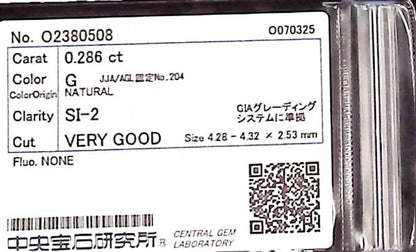 No. O2380508 O070325
Carat 0.286 ct
Color G JJA/AGL認定No.204
ColorOrigin NATURAL
Clarity SI-2 GIAグレーディング
システムに準拠
Cut VERY GOOD Size 4.28 - 4.32 × 2.53 mm
Fluo. NONE
中央宝石研究所® CENTRAL GEM
LABORATORY